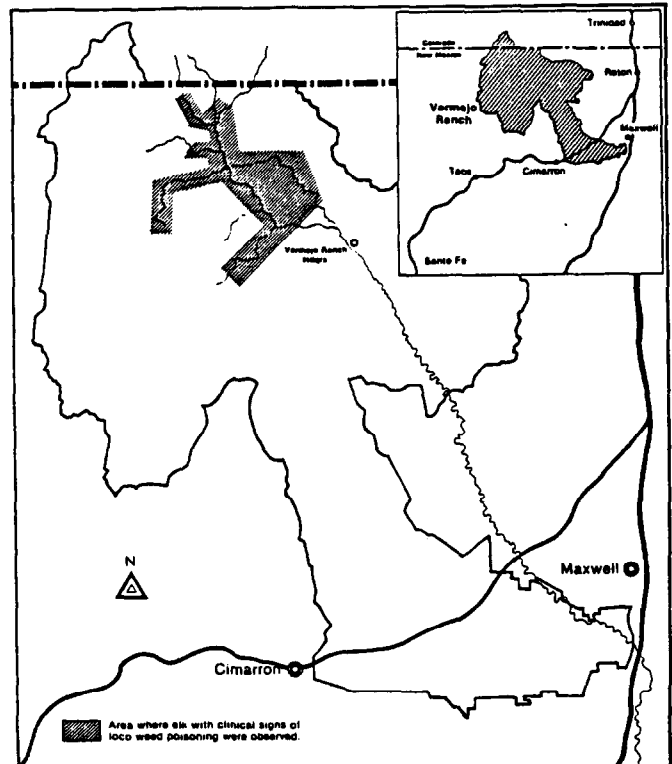 Trinidad
Colorado
New Mexico
Raton
Vermejo
Ranch
Maxwell
Taos
Cimarron
Santa Fe
Vermejo Ranch
Hdqrs
N
Maxwell
Cimarron
Area where elk with clinical signs of
loco weed poisoning were observed.